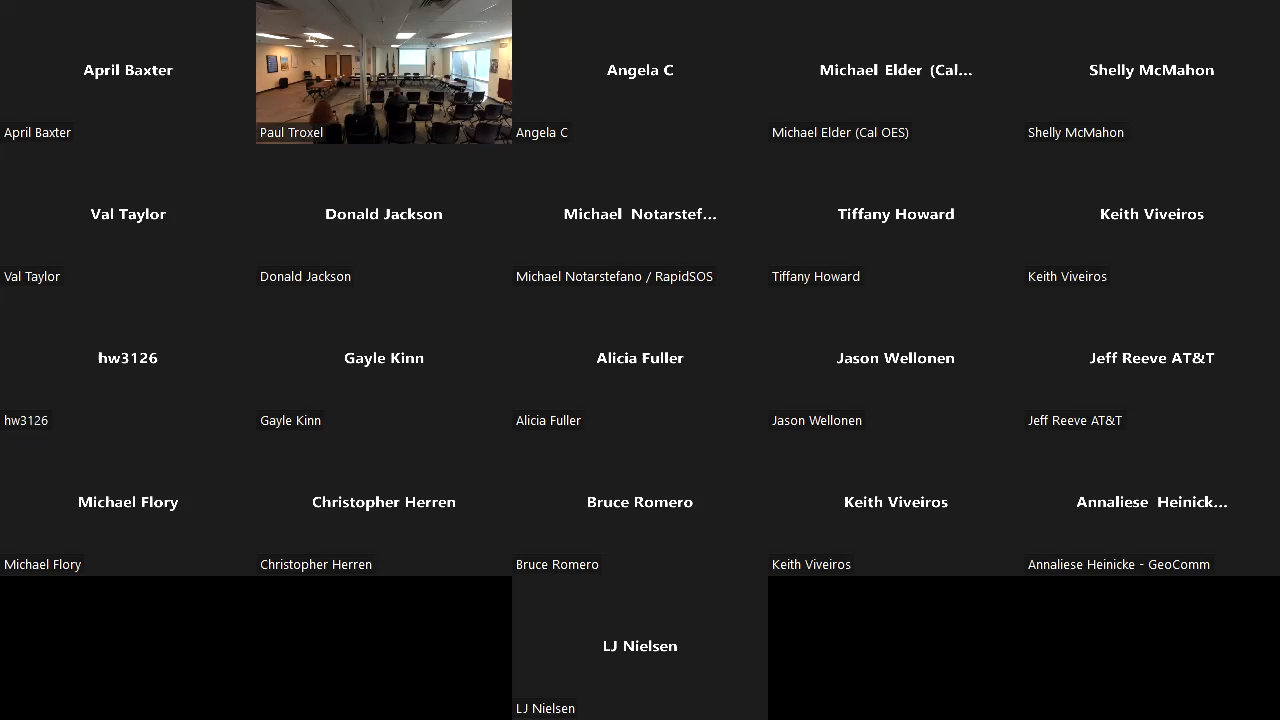 April Baxter
April Baxter
Paul Troxel
Angela C
Angela C
Michael Elder (Cal...
Michael Elder (Cal OES)
Shelly McMahon
Shelly McMahon
Val Taylor
Val Taylor
Donald Jackson
Donald Jackson
Michael Notarstef...
Michael Notarstefano / RapidSOS
Tiffany Howard
Tiffany Howard
Keith Viveiros
Keith Viveiros
hw3126
hw3126
Gayle Kinn
Gayle Kinn
Alicia Fuller
Alicia Fuller
Jason Wellonen
Jason Wellonen
Jeff Reeve AT&T
Jeff Reeve AT&T
Michael Flory
Michael Flory
Christopher Herren
Christopher Herren
Bruce Romero
Bruce Romero
Keith Viveiros
Keith Viveiros
Annaliese Heinick...
Annaliese Heinicke - GeoComm
LJ Nielsen
LJ Nielsen